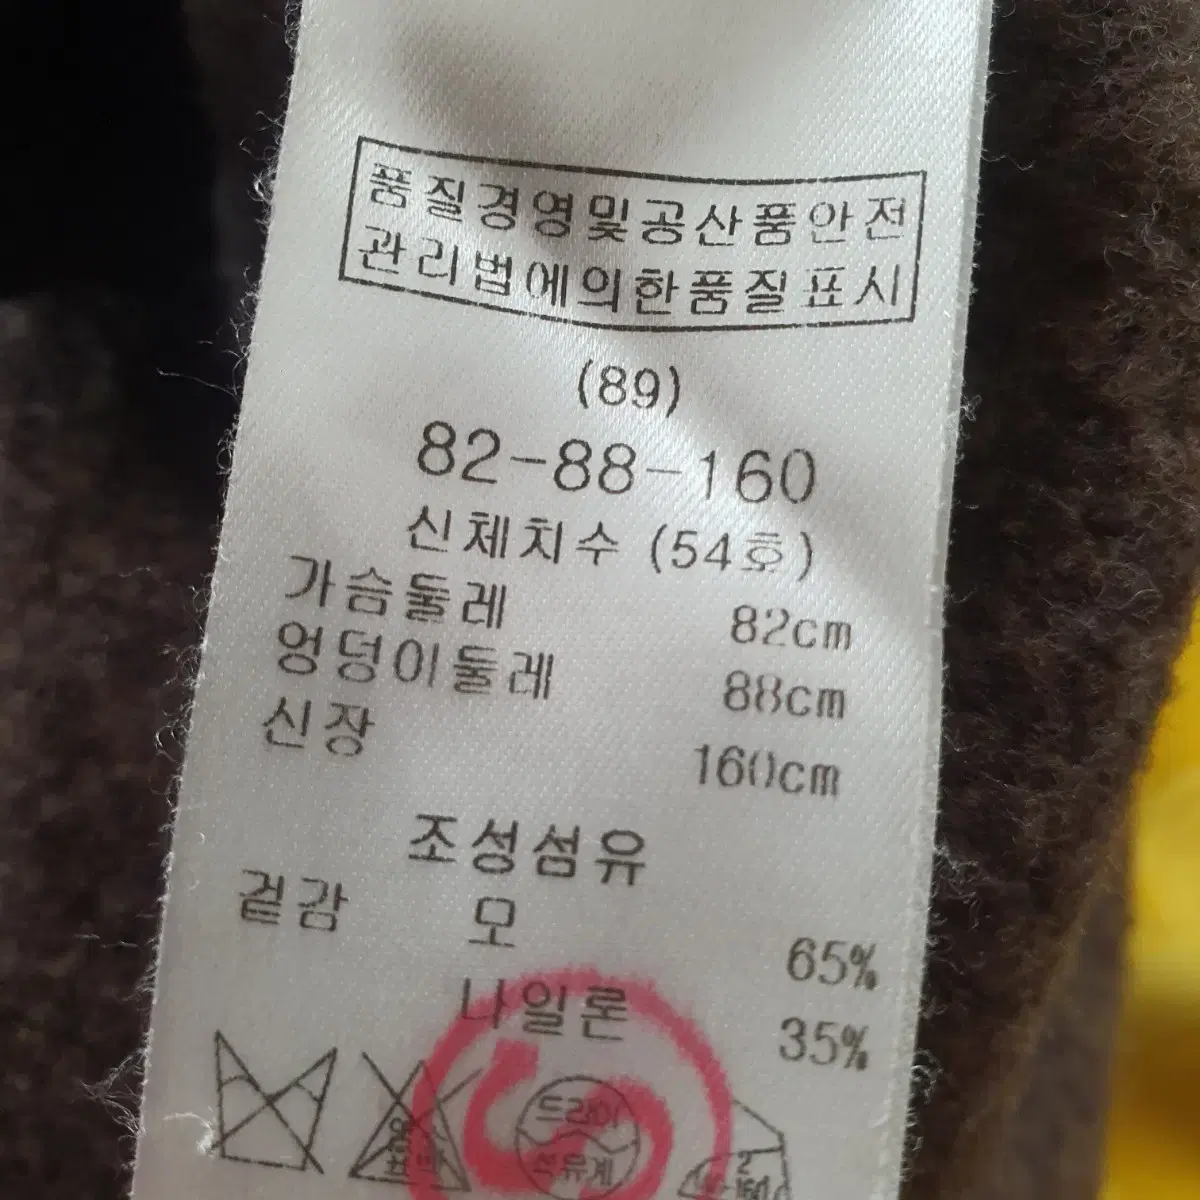 품질경영및공산품안전
관리법에의한품질표시
(89)
82-88-160
신체치수 (54호)
가슴둘레 82cm
엉덩이둘레 88cm
신장 160cm
조성섬유
겉감 모 65%
나일론 35%
드라이
석유계